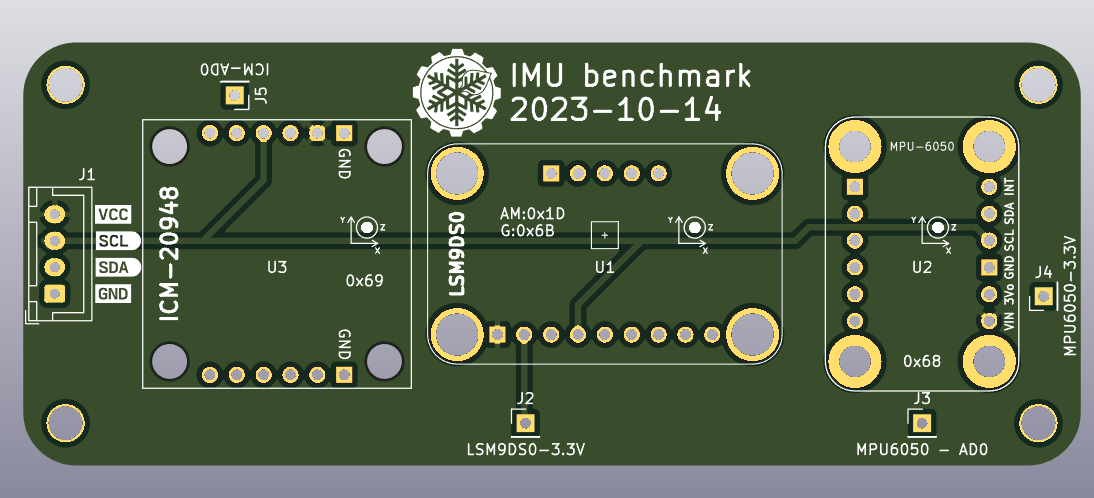 ICM-AD0
J5
IMU benchmark
2023-10-14
J1
VCC
SCL
SDA
GND
ICM-20948
GND
U3
0x69
GND
Y
Z
X
LSM9DS0
AM:0x1D
G:0x6B
U1
Y
Z
X
MPU-6050
Y
Z
X
U2
0x68
INT
SDA
SCL
GND
3Vo
VIN
J4
MPU6050-3.3V
J2
LSM9DS0-3.3V
J3
MPU6050 - AD0